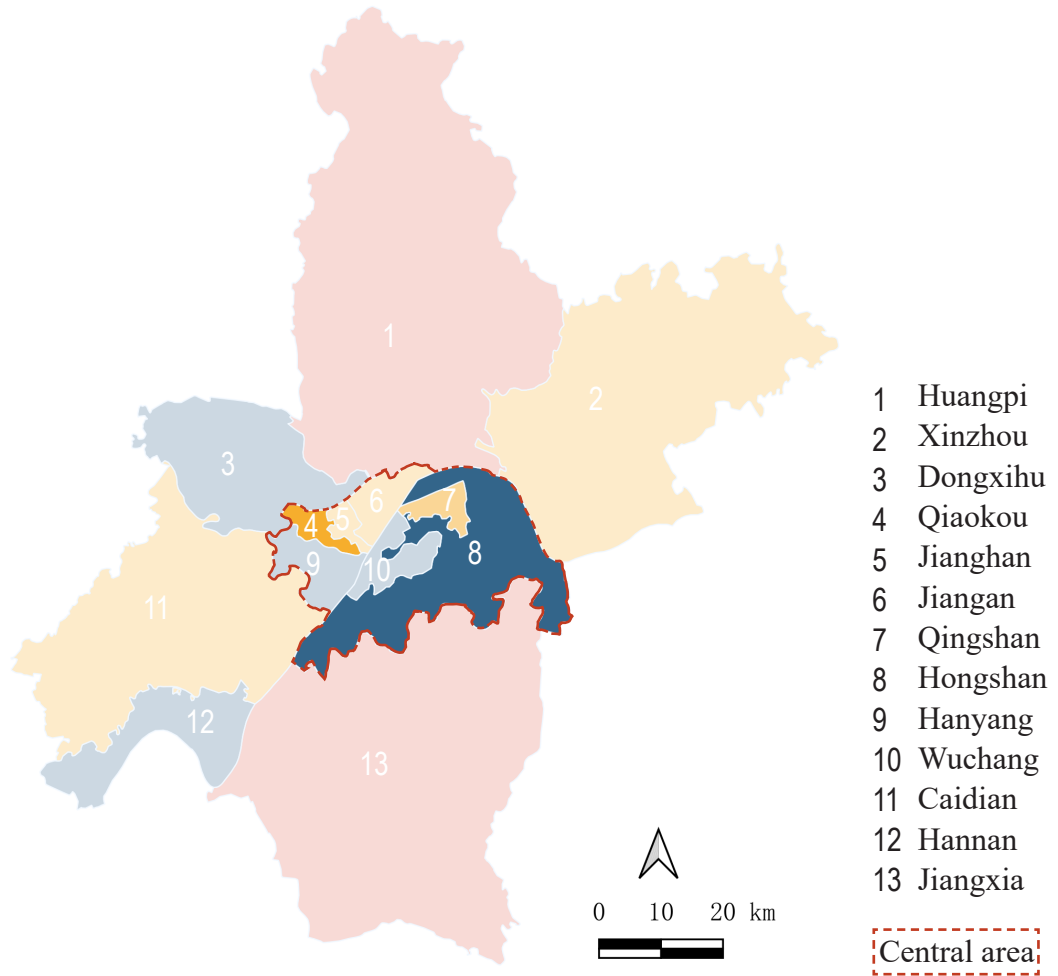 1
2
3
4
5
6
7
8
9
10
11
12
13
1 Huangpi
2 Xinzhou
3 Dongxihu
4 Qiaokou
5 Jianghan
6 Jiangan
7 Qingshan
8 Hongshan
9 Hanyang
10 Wuchang
11 Caidian
12 Hannan
13 Jiangxia
0 10 20 km
Central area